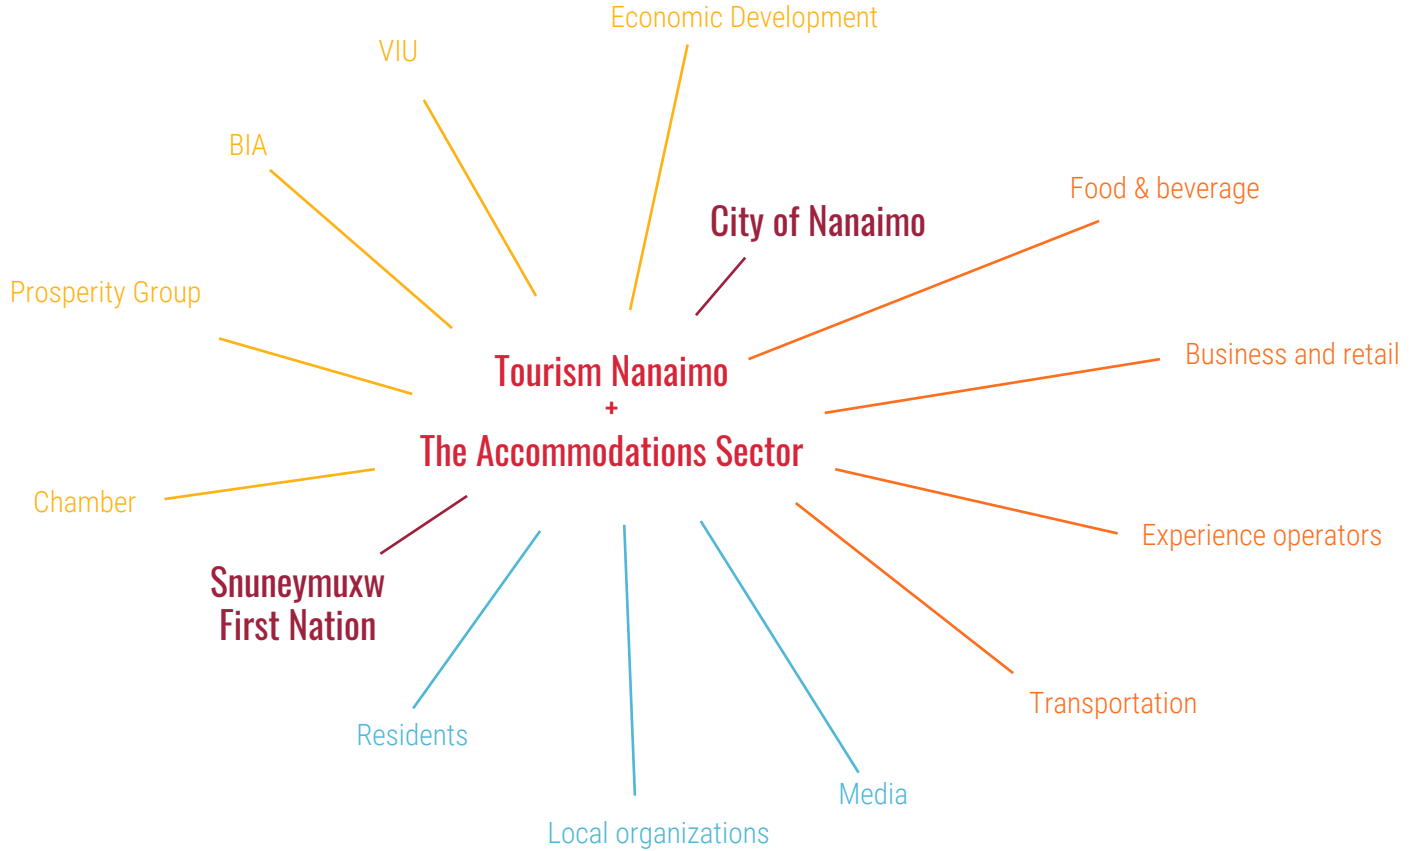 Economic Development
VIU
BIA
Food & beverage
City of Nanaimo
Prosperity Group
Business and retail
Tourism Nanaimo
+
The Accommodations Sector
Chamber
Experience operators
Snuneymuxw
First Nation
Transportation
Residents
Media
Local organizations